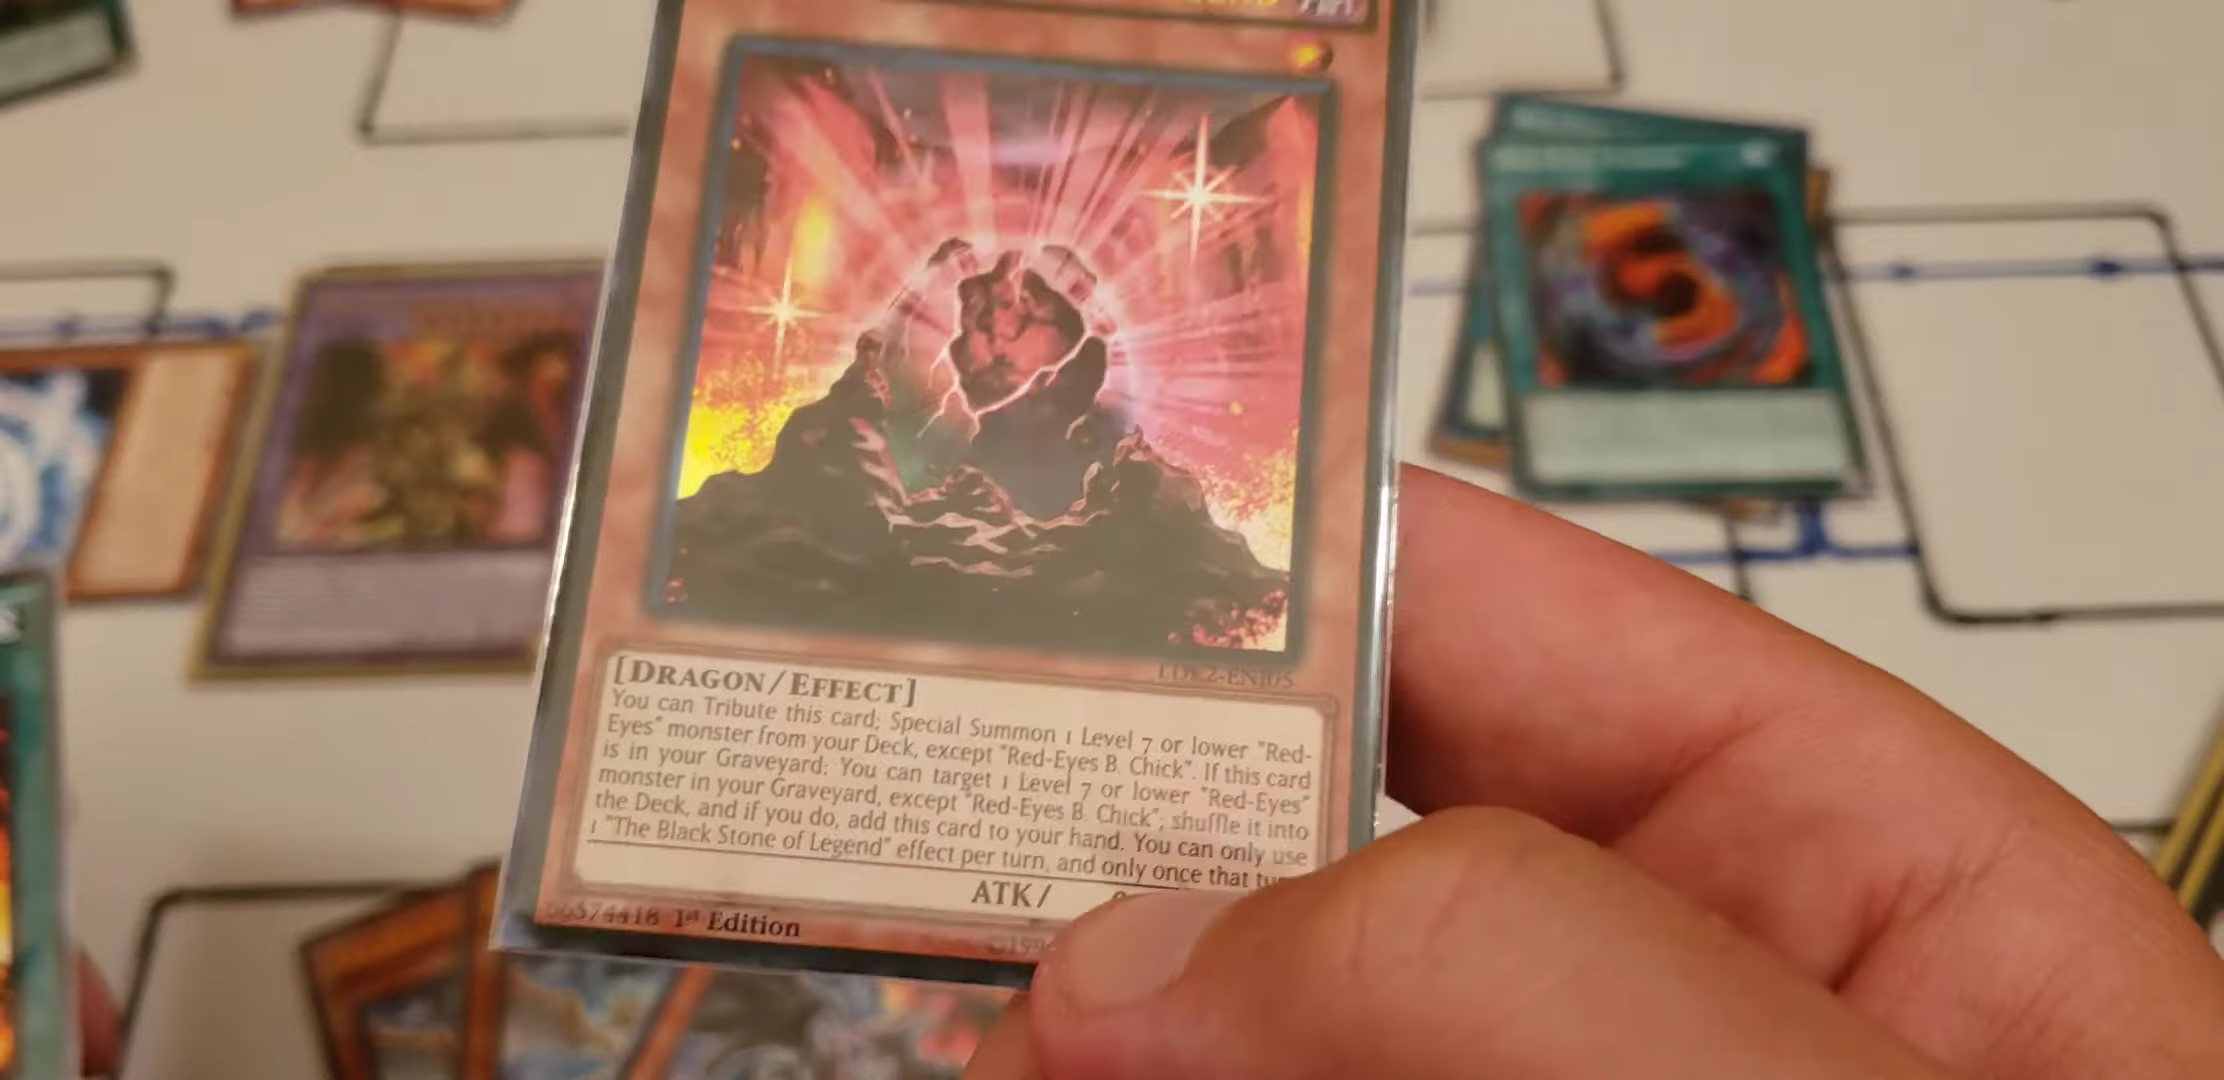 LDK2-ENJ05
[DRAGON/EFFECT]
You can Tribute this card; Special Summon 1 Level 7 or lower "Red-
Eyes" monster from your Deck, except "Red-Eyes B. Chick". If this card
is in your Graveyard: You can target 1 Level 7 or lower "Red-Eyes"
monster in your Graveyard, except "Red-Eyes B. Chick"; shuffle it into
the Deck, and if you do, add this card to your hand. You can only use
1 "The Black Stone of Legend" effect per turn, and only once that
ATK/
1st Edition